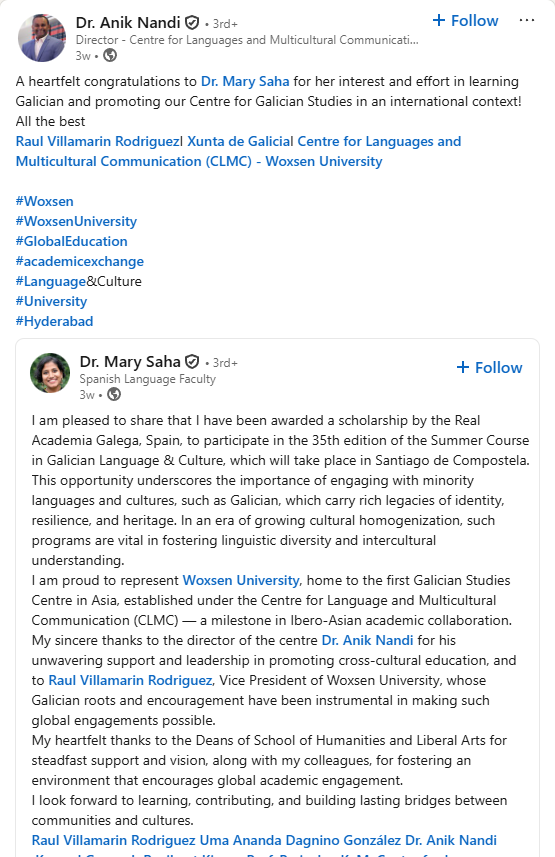 Dr. Anik Nandi • 3rd+
+ Follow
Director - Centre for Languages and Multicultural Communicati...
3w •
A heartfelt congratulations to Dr. Mary Saha for her interest and effort in learning
Galician and promoting our Centre for Galician Studies in an international context!
All the best
Raul Villamarin RodriguezI Xunta de GaliciaI Centre for Languages and
Multicultural Communication (CLMC) - Woxsen University
#Woxsen
#WoxsenUniversity
#GlobalEducation
#academicexchange
#Language&Culture
#University
#Hyderabad
Dr. Mary Saha • 3rd+
+ Follow
Spanish Language Faculty
3w •
I am pleased to share that I have been awarded a scholarship by the Real
Academia Galega, Spain, to participate in the 35th edition of the Summer Course
in Galician Language & Culture, which will take place in Santiago de Compostela.
This opportunity underscores the importance of engaging with minority
languages and cultures, such as Galician, which carry rich legacies of identity,
resilience, and heritage. In an era of growing cultural homogenization, such
programs are vital in fostering linguistic diversity and intercultural
understanding.
I am proud to represent Woxsen University, home to the first Galician Studies
Centre in Asia, established under the Centre for Language and Multicultural
Communication (CLMC) — a milestone in Ibero-Asian academic collaboration.
My sincere thanks to the director of the centre Dr. Anik Nandi for his
unwavering support and leadership in promoting cross-cultural education, and
to Raul Villamarin Rodriguez, Vice President of Woxsen University, whose
Galician roots and encouragement have been instrumental in making such
global engagements possible.
My heartfelt thanks to the Deans of School of Humanities and Liberal Arts for
steadfast support and vision, along with my colleagues, for fostering an
environment that encourages global academic engagement.
I look forward to learning, contributing, and building lasting bridges between
communities and cultures.
Raul Villamarin Rodriguez Uma Ananda Dagnino González Dr. Anik Nandi